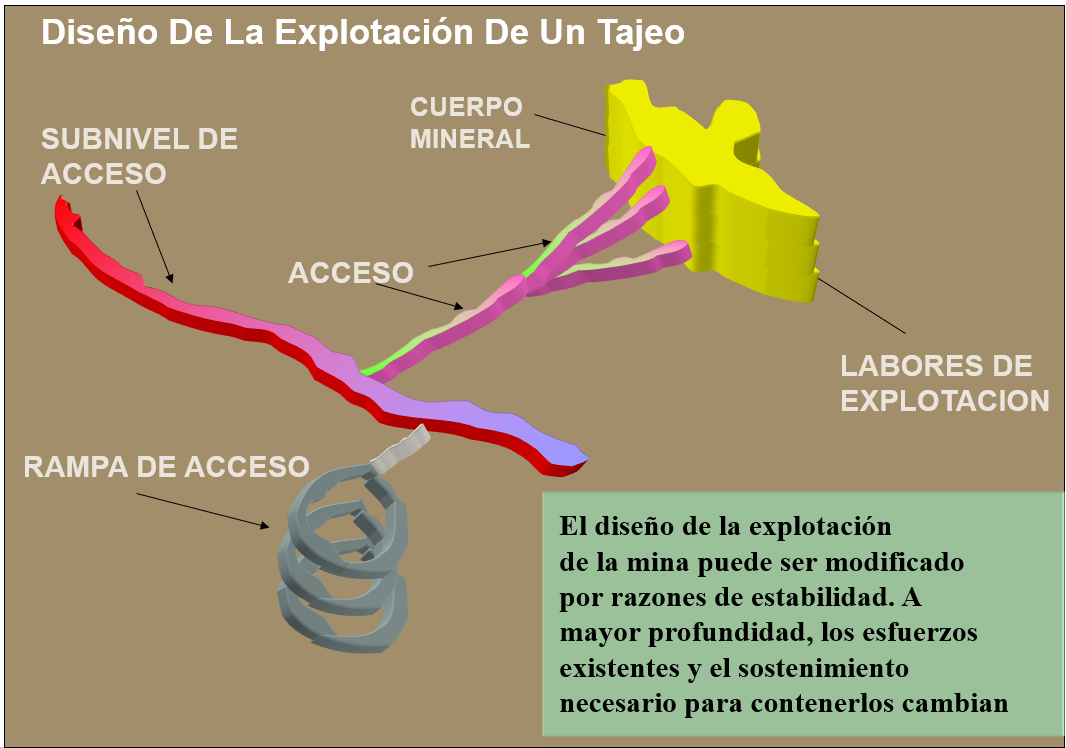 Diseño De La Explotación De Un Tajeo
CUERPO
MINERAL
SUBNIVEL DE
ACCESO
ACCESO
LABORES DE
EXPLOTACION
RAMPA DE ACCESO
El diseño de la explotación
de la mina puede ser modificado
por razones de estabilidad. A
mayor profundidad, los esfuerzos
existentes y el sostenimiento
necesario para contenerlos cambian